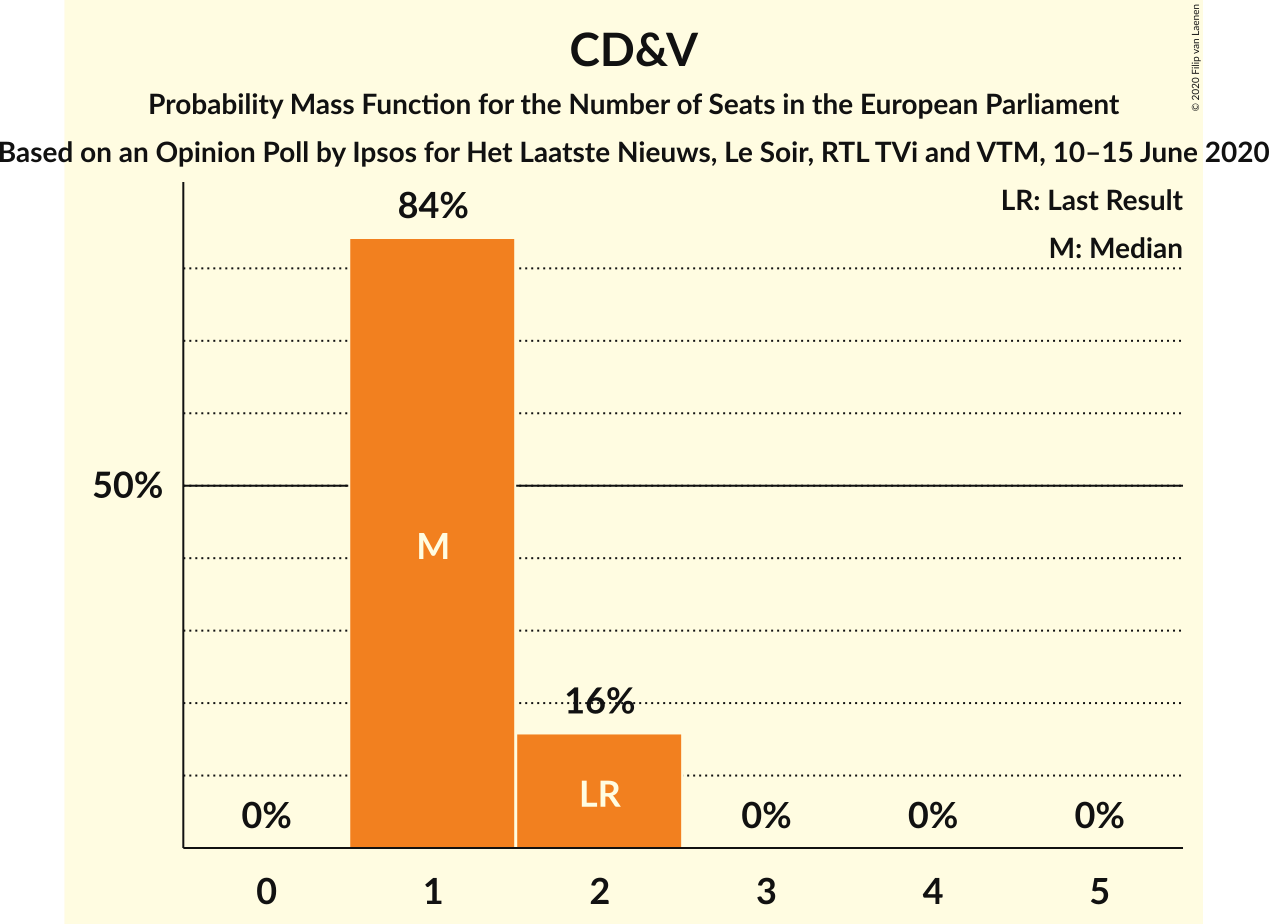 CD&V
Probability Mass Function for the Number of Seats in the European Parliament
Based on an Opinion Poll by Ipsos for Het Laatste Nieuws, Le Soir, RTL TVi and VTM, 10–15 June 2020
© 2020 Filip van Laenen
LR: Last Result
M: Median
84%
50%
M
16%
LR
0%
0%
0%
0%
0
1
2
3
4
5